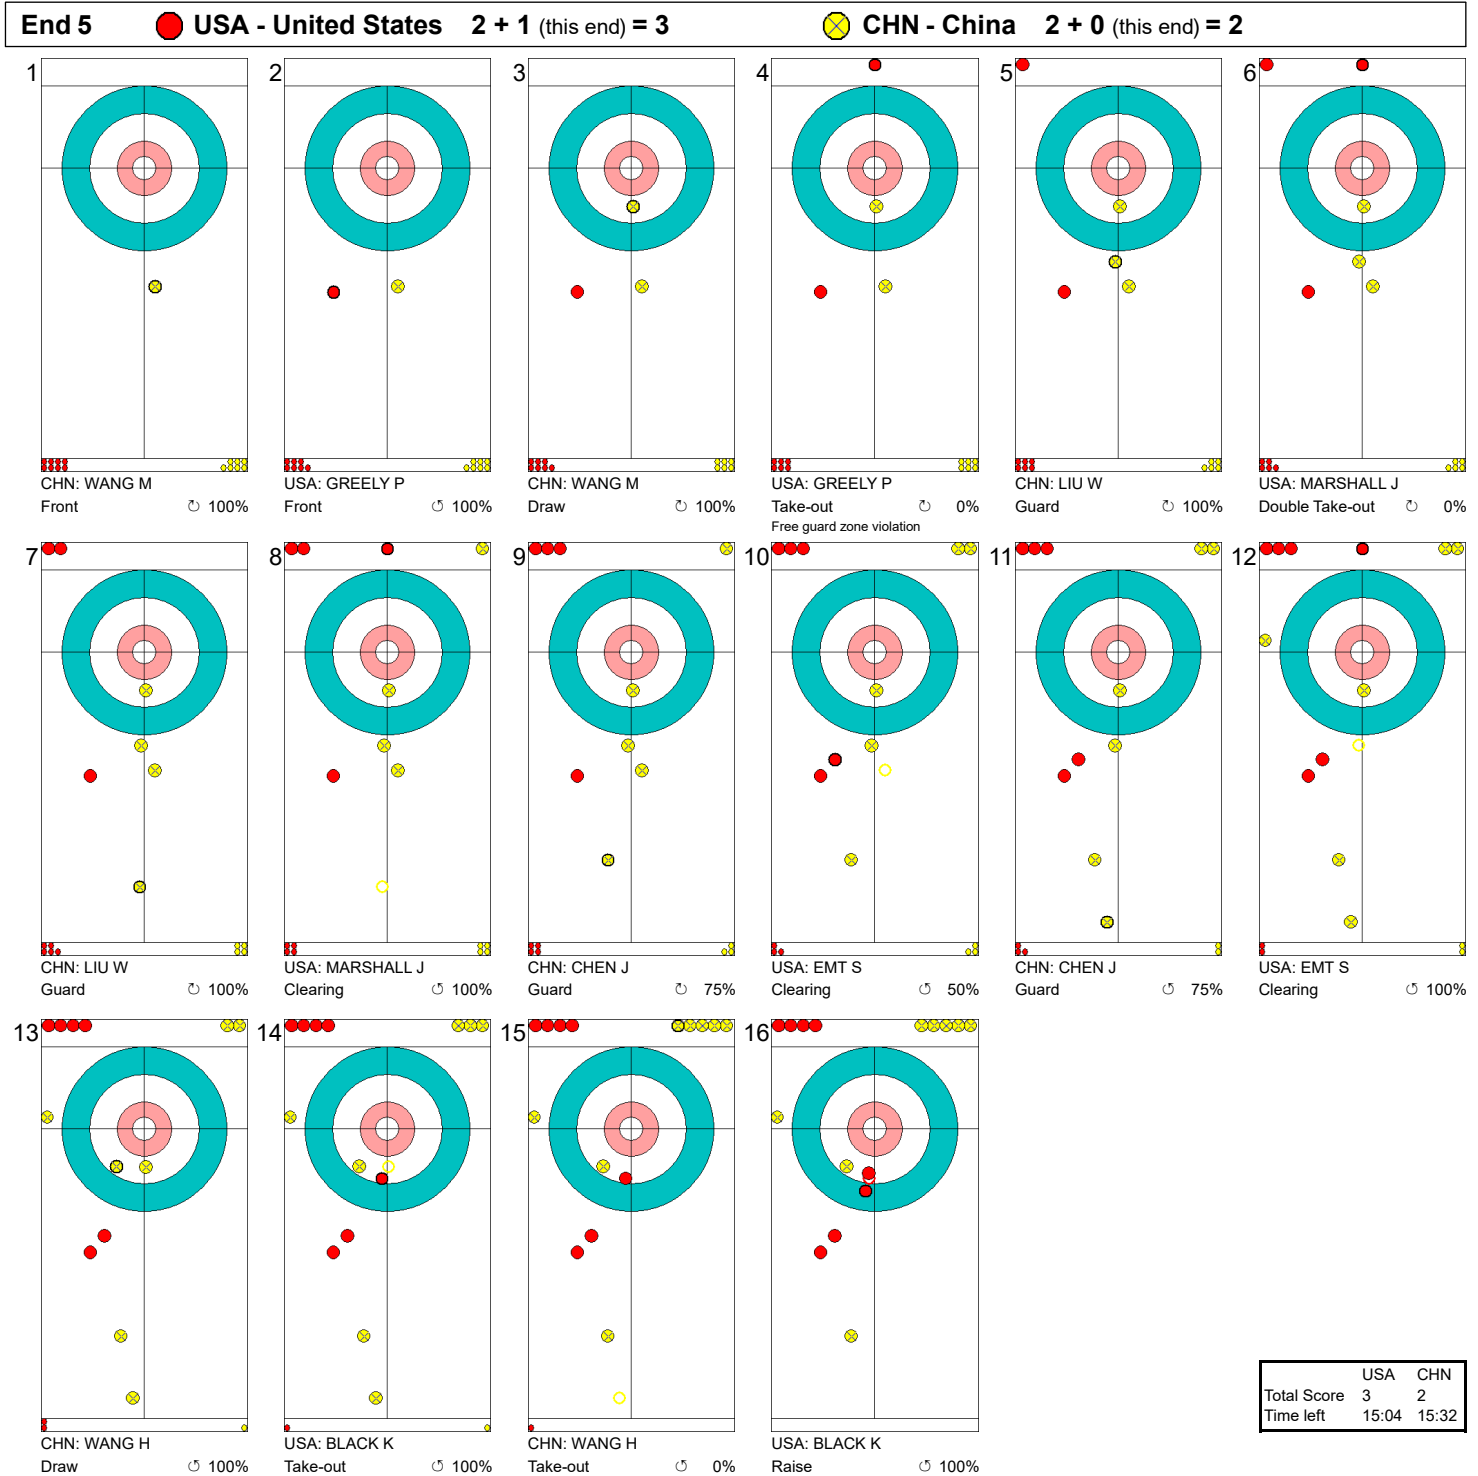 End 5 USA - United States 2 + 1 (this end) = 3 CHN - China 2 + 0 (this end) = 2
1 2 3 4 5 6
CHN: WANG M USA: GREELY P CHN: WANG M USA: GREELY P CHN: LIU W USA: MARSHALL J
Front ↻ 100% Front ↺ 100% Draw ↻ 100% Take-out ↻ 0% Guard ↻ 100% Double Take-out ↻ 0%
Free guard zone violation
7 8 9 10 11 12
CHN: LIU W USA: MARSHALL J CHN: CHEN J USA: EMT S CHN: CHEN J USA: EMT S
Guard ↻ 100% Clearing ↺ 100% Guard ↻ 75% Clearing ↺ 50% Guard ↺ 75% Clearing ↺ 100%
13 14 15 16
CHN: WANG H USA: BLACK K CHN: WANG H USA: BLACK K
Draw ↺ 100% Take-out ↺ 100% Take-out ↺ 0% Raise ↺ 100%
USA CHN
Total Score 3 2
Time left 15:04 15:32